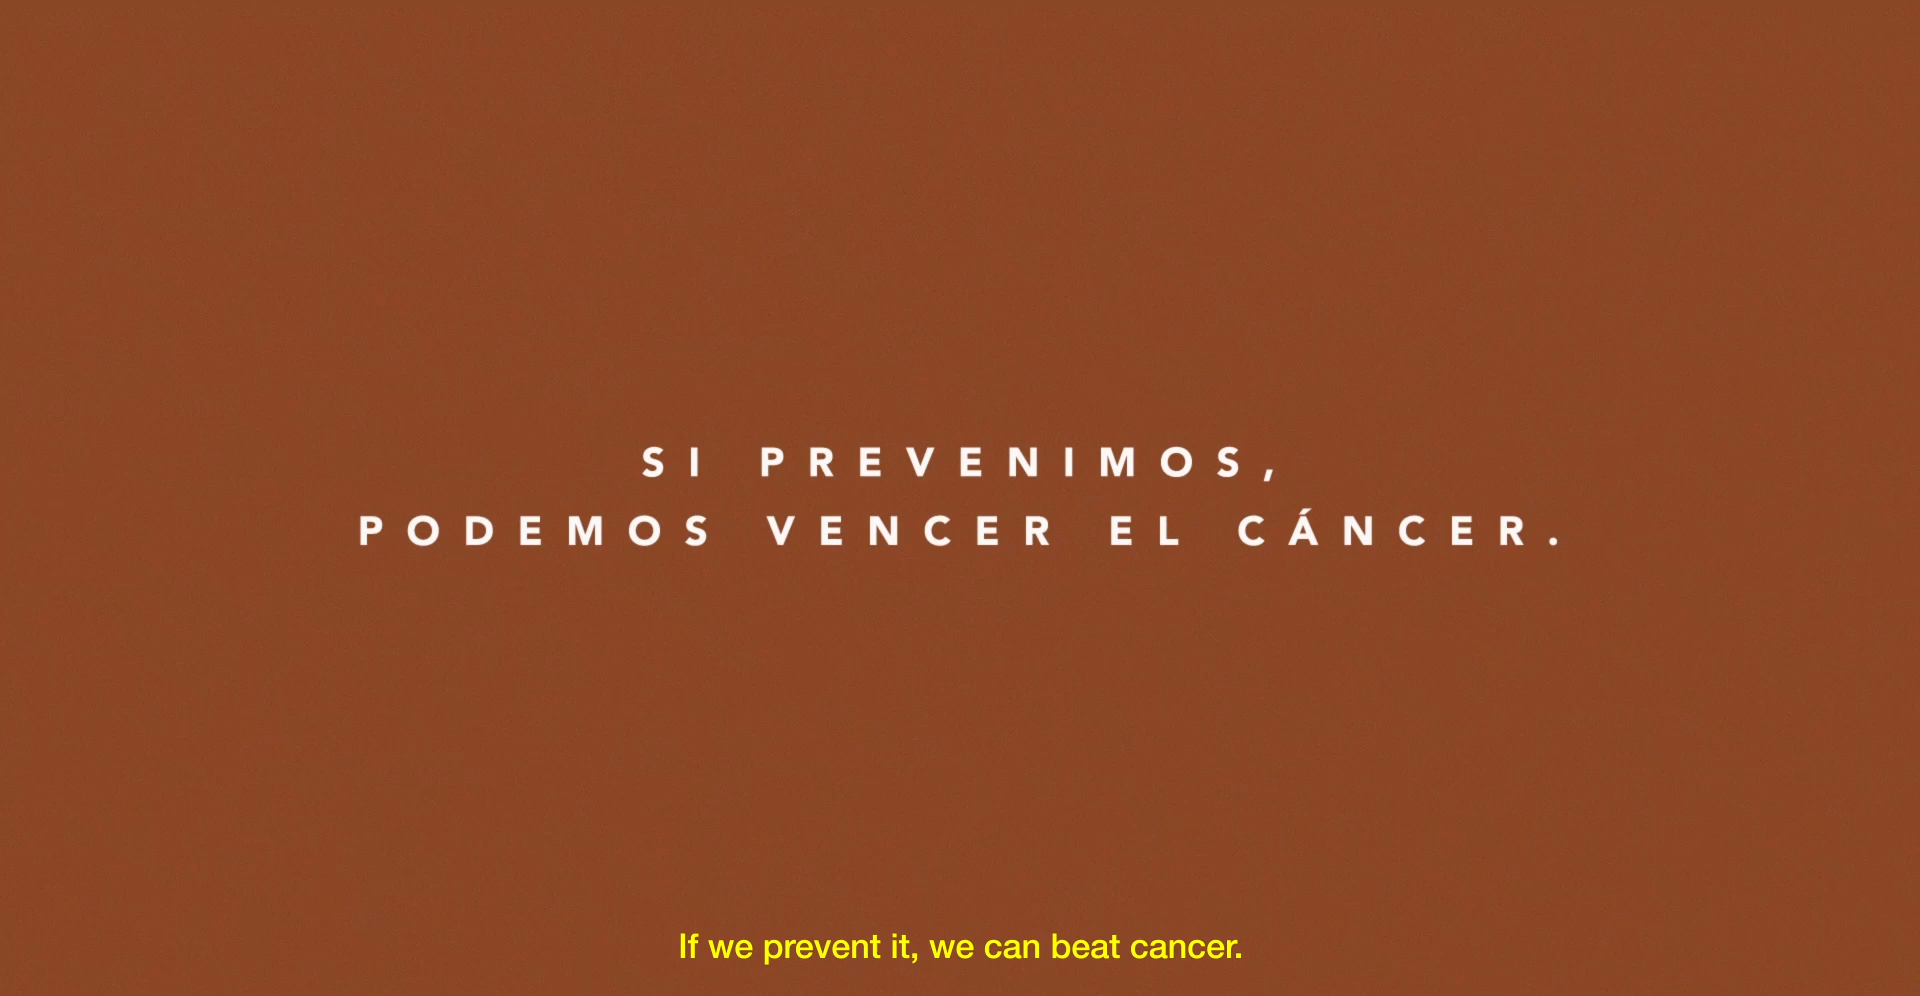 SI PREVENIMOS,
PODEMOS VENCER EL CÁNCER.
If we prevent it, we can beat cancer.